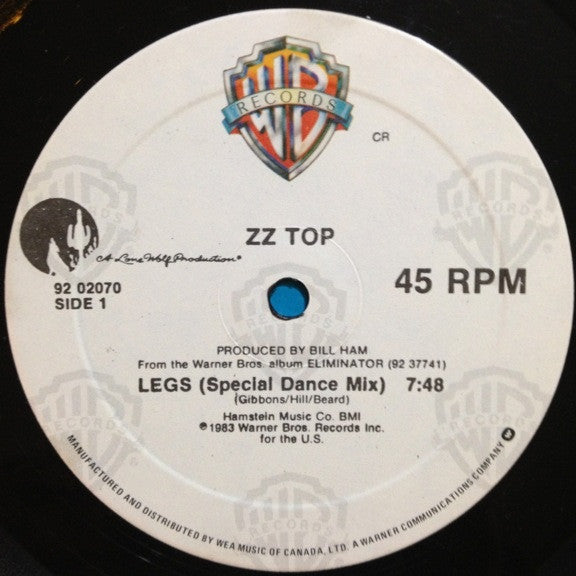 WB
RECORDS
CR
ZZ TOP
A Lone Wolf Production®
92 02070
SIDE 1
45 RPM
PRODUCED BY BILL HAM
From the Warner Bros. album ELIMINATOR (92 37741)
LEGS (Special Dance Mix) 7:48
(Gibbons/Hill/Beard)
Hamstein Music Co. BMI
℗1983 Warner Bros. Records Inc.
for the U.S.
MANUFACTURED AND DISTRIBUTED BY WEA MUSIC OF CANADA, LTD. A WARNER COMMUNICATIONS COMPANY